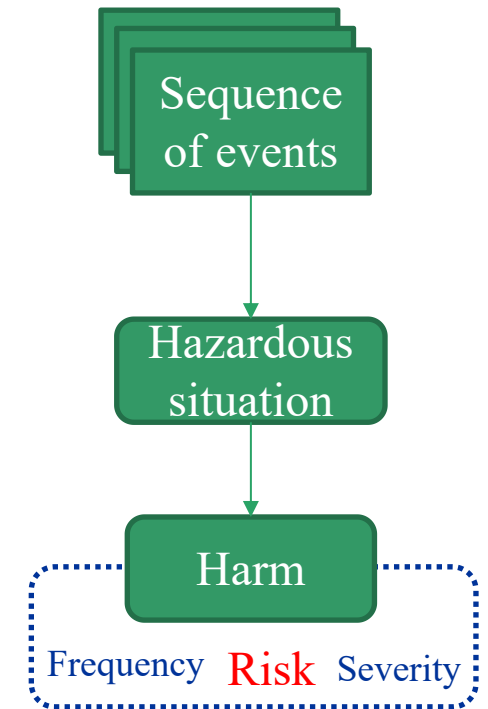 Sequence
of events
Hazardous
situation
Harm
Frequency Risk Severity